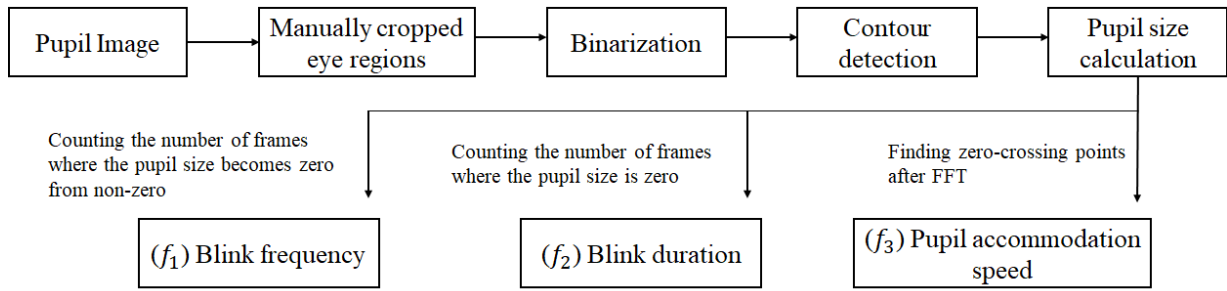 Pupil Image
Manually cropped
eye regions
Binarization
Contour
detection
Pupil size
calculation
Counting the number of frames
where the pupil size becomes zero
from non-zero
Counting the number of frames
where the pupil size is zero
Finding zero-crossing points
after FFT
(f₁) Blink frequency
(f₂) Blink duration
(f₃) Pupil accommodation
speed